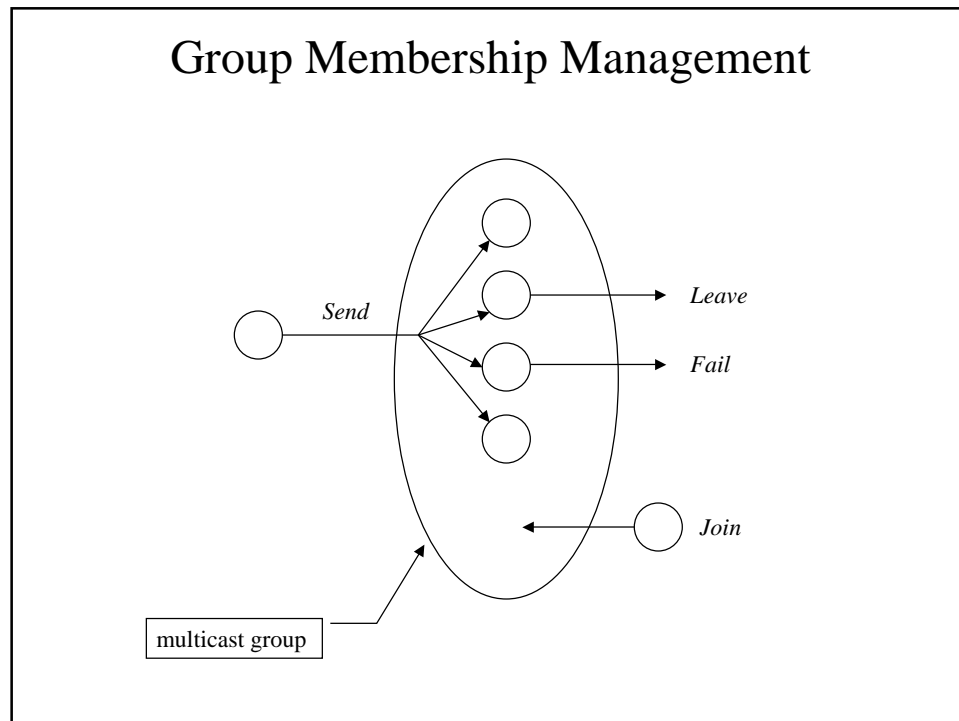 Group Membership Management
Send
Leave
Fail
Join
multicast group